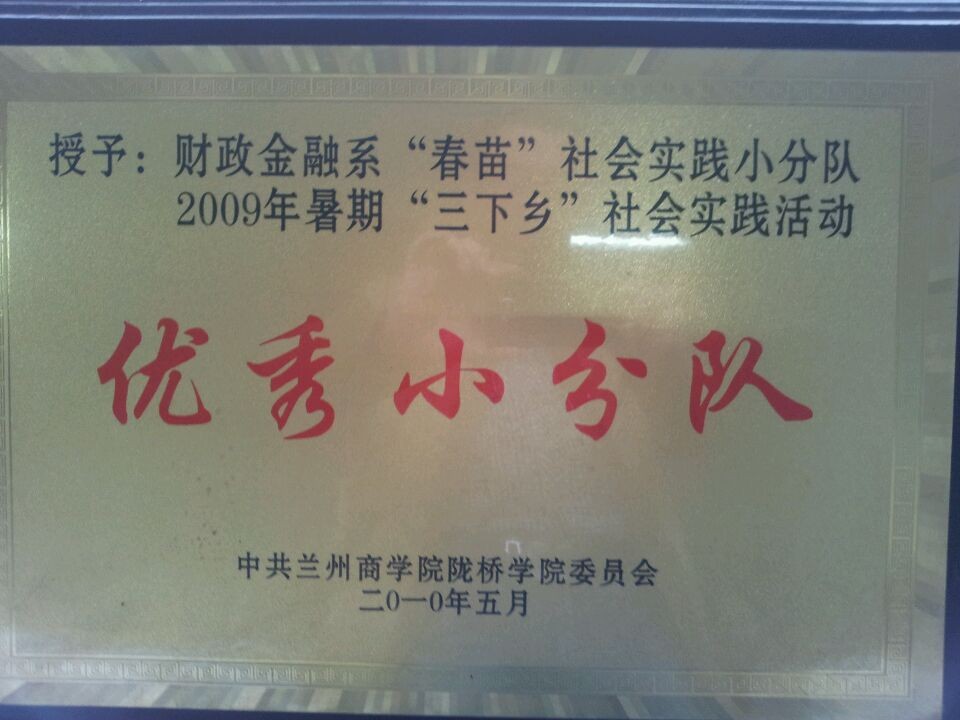 授予：财政金融系“春苗”社会实践小分队
2009年暑期“三下乡”社会实践活动
优秀小分队
中共兰州商学院陇桥学院委员会
二0一0年五月